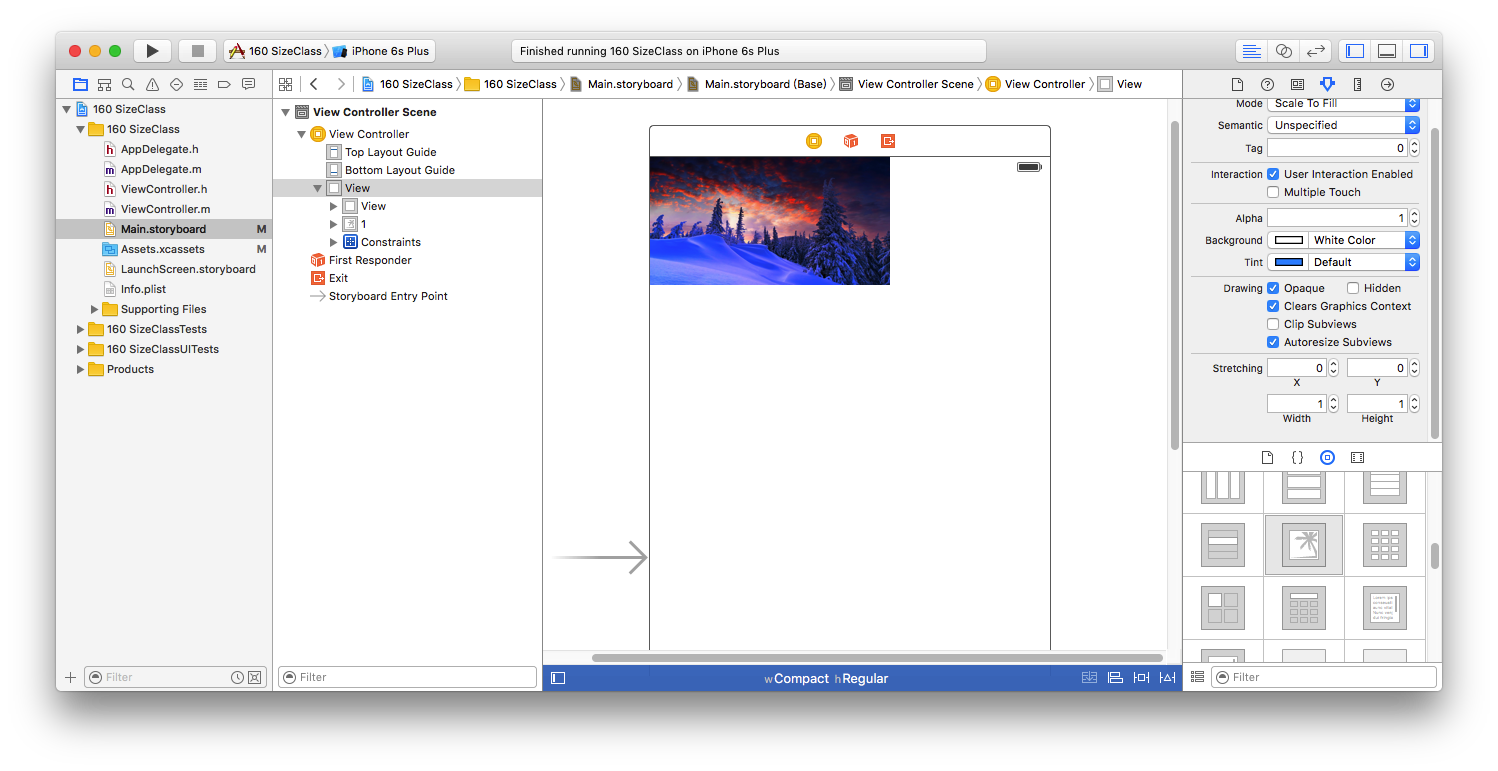 160 SizeClass
iPhone 6s Plus
Finished running 160 SizeClass on iPhone 6s Plus
160 SizeClass
160 SizeClass
Main.storyboard
Main.storyboard (Base)
View Controller Scene
View Controller
View
160 SizeClass
160 SizeClass
h AppDelegate.h
m AppDelegate.m
h ViewController.h
m ViewController.m
Main.storyboard M
Assets.xcassets M
LaunchScreen.storyboard
Info.plist
Supporting Files
160 SizeClassTests
160 SizeClassUITests
Products
Filter
View Controller Scene
View Controller
Top Layout Guide
Bottom Layout Guide
View
View
1
Constraints
First Responder
Exit
Storyboard Entry Point
Filter
wCompact hRegular
Mode Scale To Fill
Semantic Unspecified
Tag 0
Interaction User Interaction Enabled
Multiple Touch
Alpha 1
Background White Color
Tint Default
Drawing Opaque Hidden
Clears Graphics Context
Clip Subviews
Autoresize Subviews
Stretching 0 0
X Y
1 1
Width Height
{}
Filter